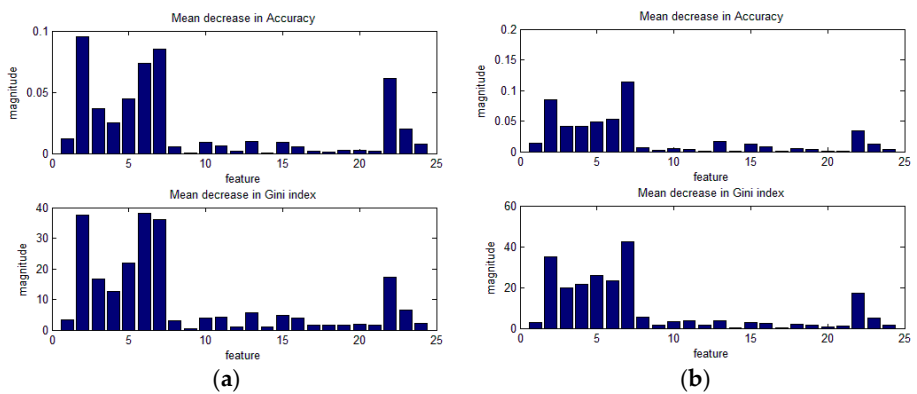 Mean decrease in Accuracy
0.1
0.05
0
magnitude
0 5 10 15 20 25
feature
Mean decrease in Gini index
40
30
20
10
0
magnitude
0 5 10 15 20 25
feature
(a)
Mean decrease in Accuracy
0.2
0.15
0.1
0.05
0
magnitude
0 5 10 15 20 25
feature
Mean decrease in Gini index
60
40
20
0
magnitude
0 5 10 15 20 25
feature
(b)